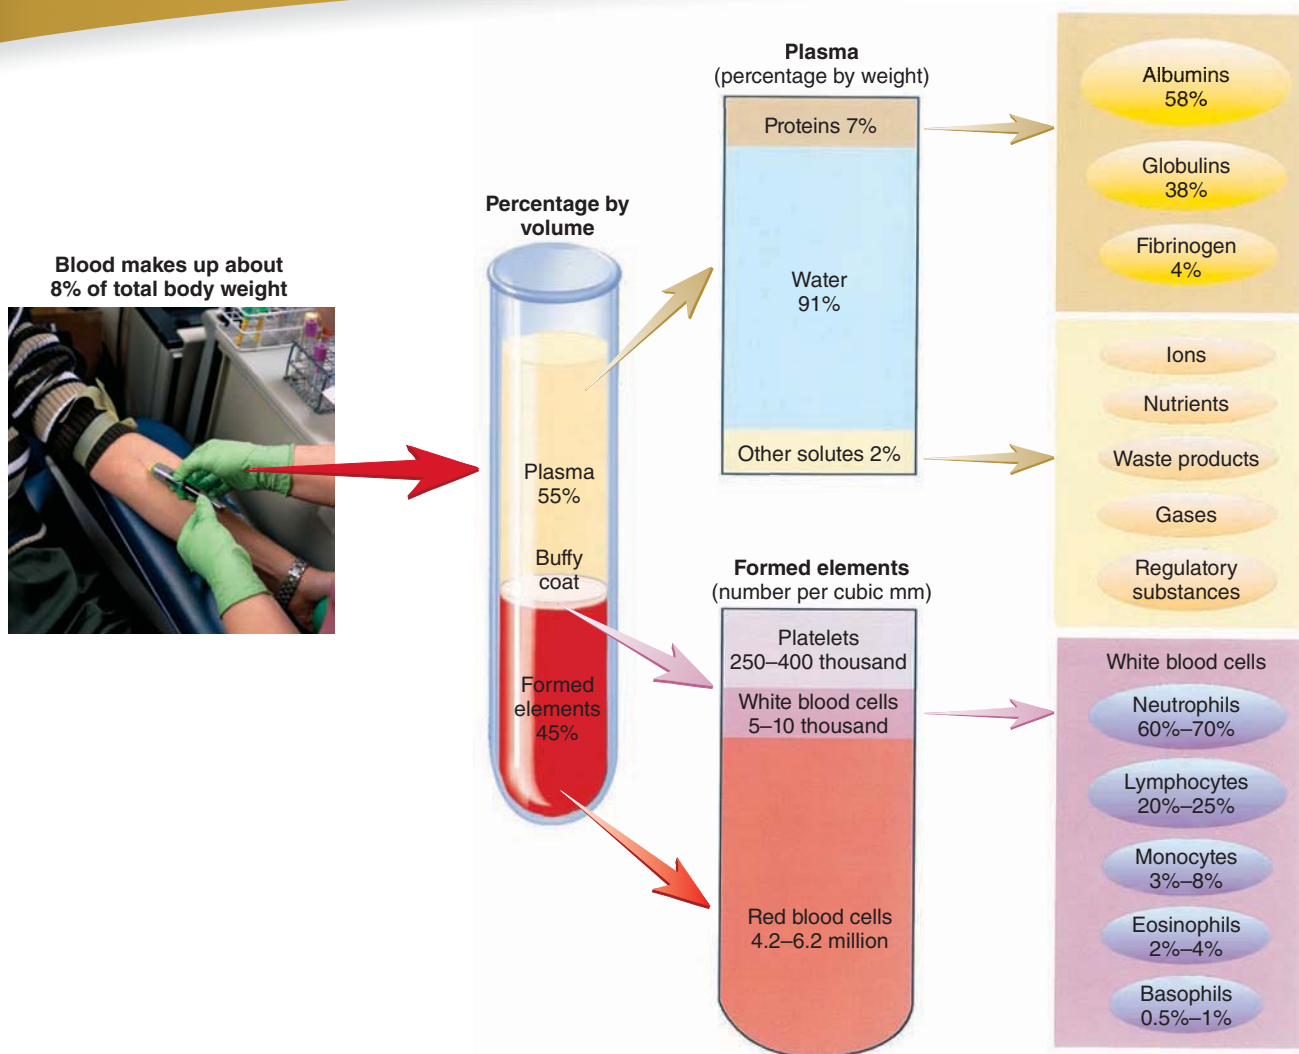 Blood makes up about
8% of total body weight
Percentage by
volume
Plasma
55%
Buffy
coat
Formed
elements
45%
Plasma
(percentage by weight)
Proteins 7%
Water
91%
Other solutes 2%
Albumins
58%
Globulins
38%
Fibrinogen
4%
Ions
Nutrients
Waste products
Gases
Regulatory
substances
Formed elements
(number per cubic mm)
Platelets
250–400 thousand
White blood cells
5–10 thousand
Red blood cells
4.2–6.2 million
White blood cells
Neutrophils
60%–70%
Lymphocytes
20%–25%
Monocytes
3%–8%
Eosinophils
2%–4%
Basophils
0.5%–1%